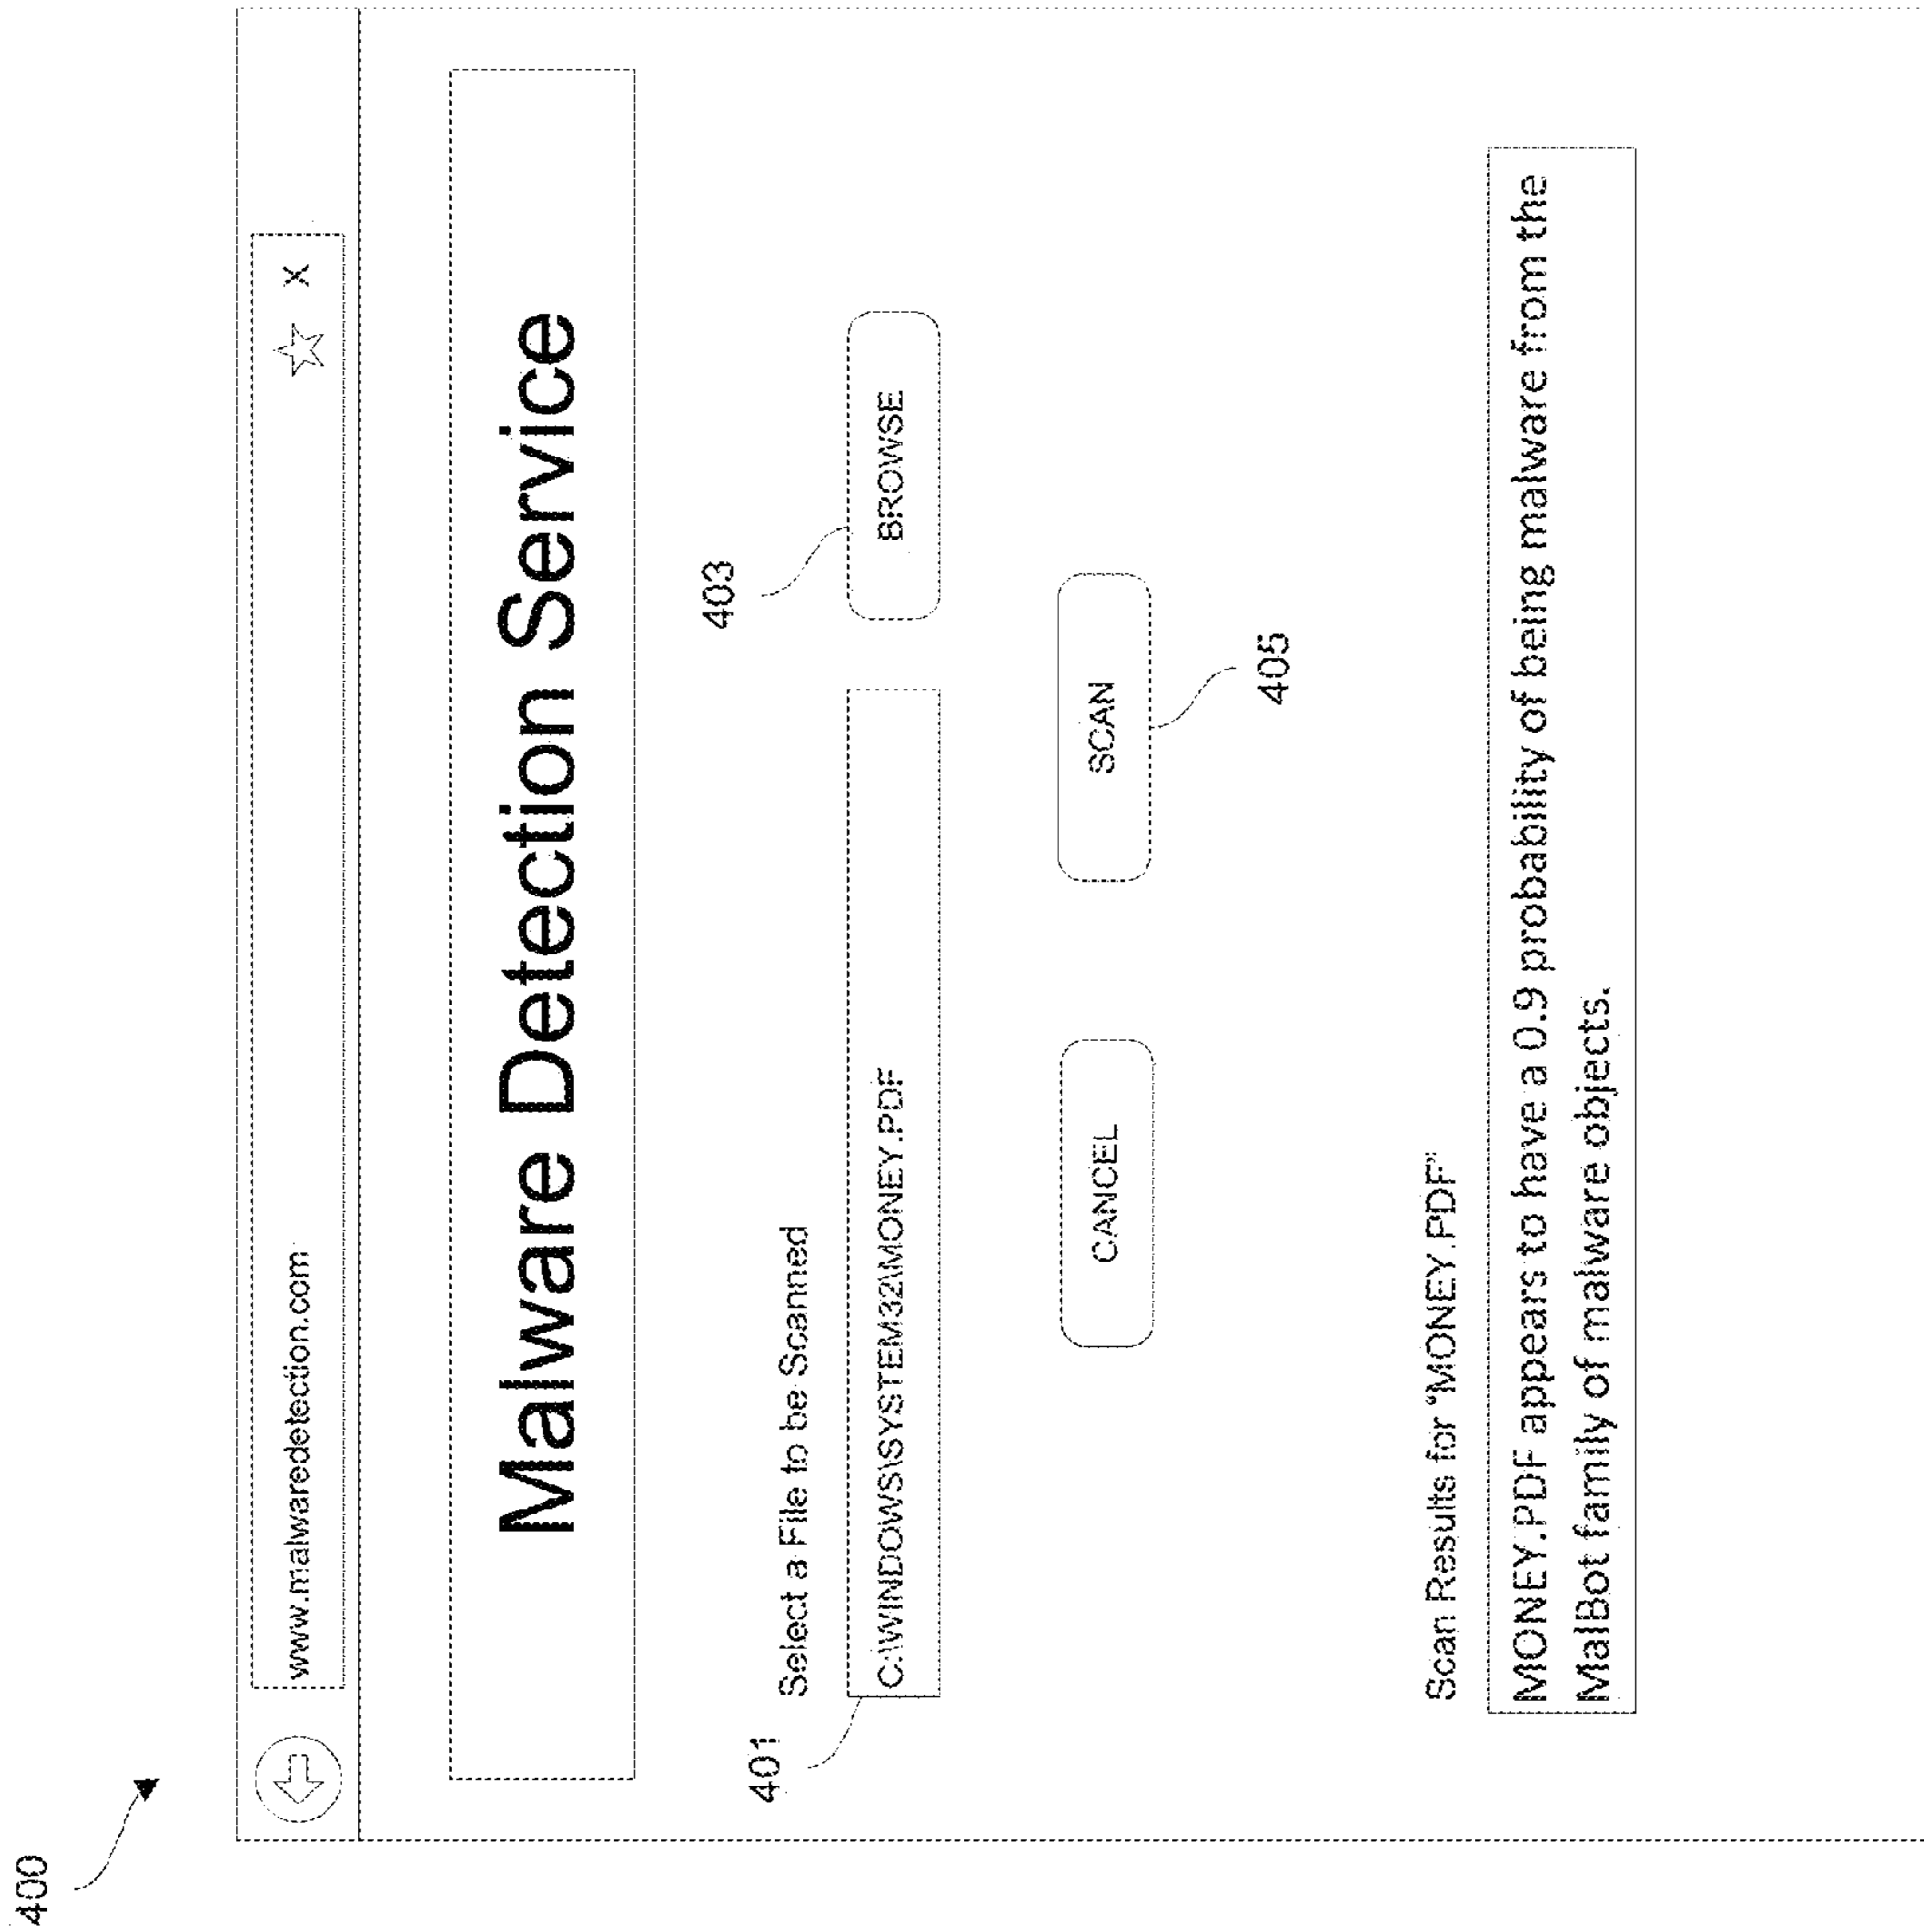 400
www.malwaredetection.com
X
Malware Detection Service
403
Select a File to be Scanned
401
C:\WINDOWS\SYSTEM32\MONEY.PDF
BROWSE
CANCEL
SCAN
405
Scan Results for "MONEY.PDF"
MONEY.PDF appears to have a 0.9 probability of being malware from the
MalBot family of malware objects.